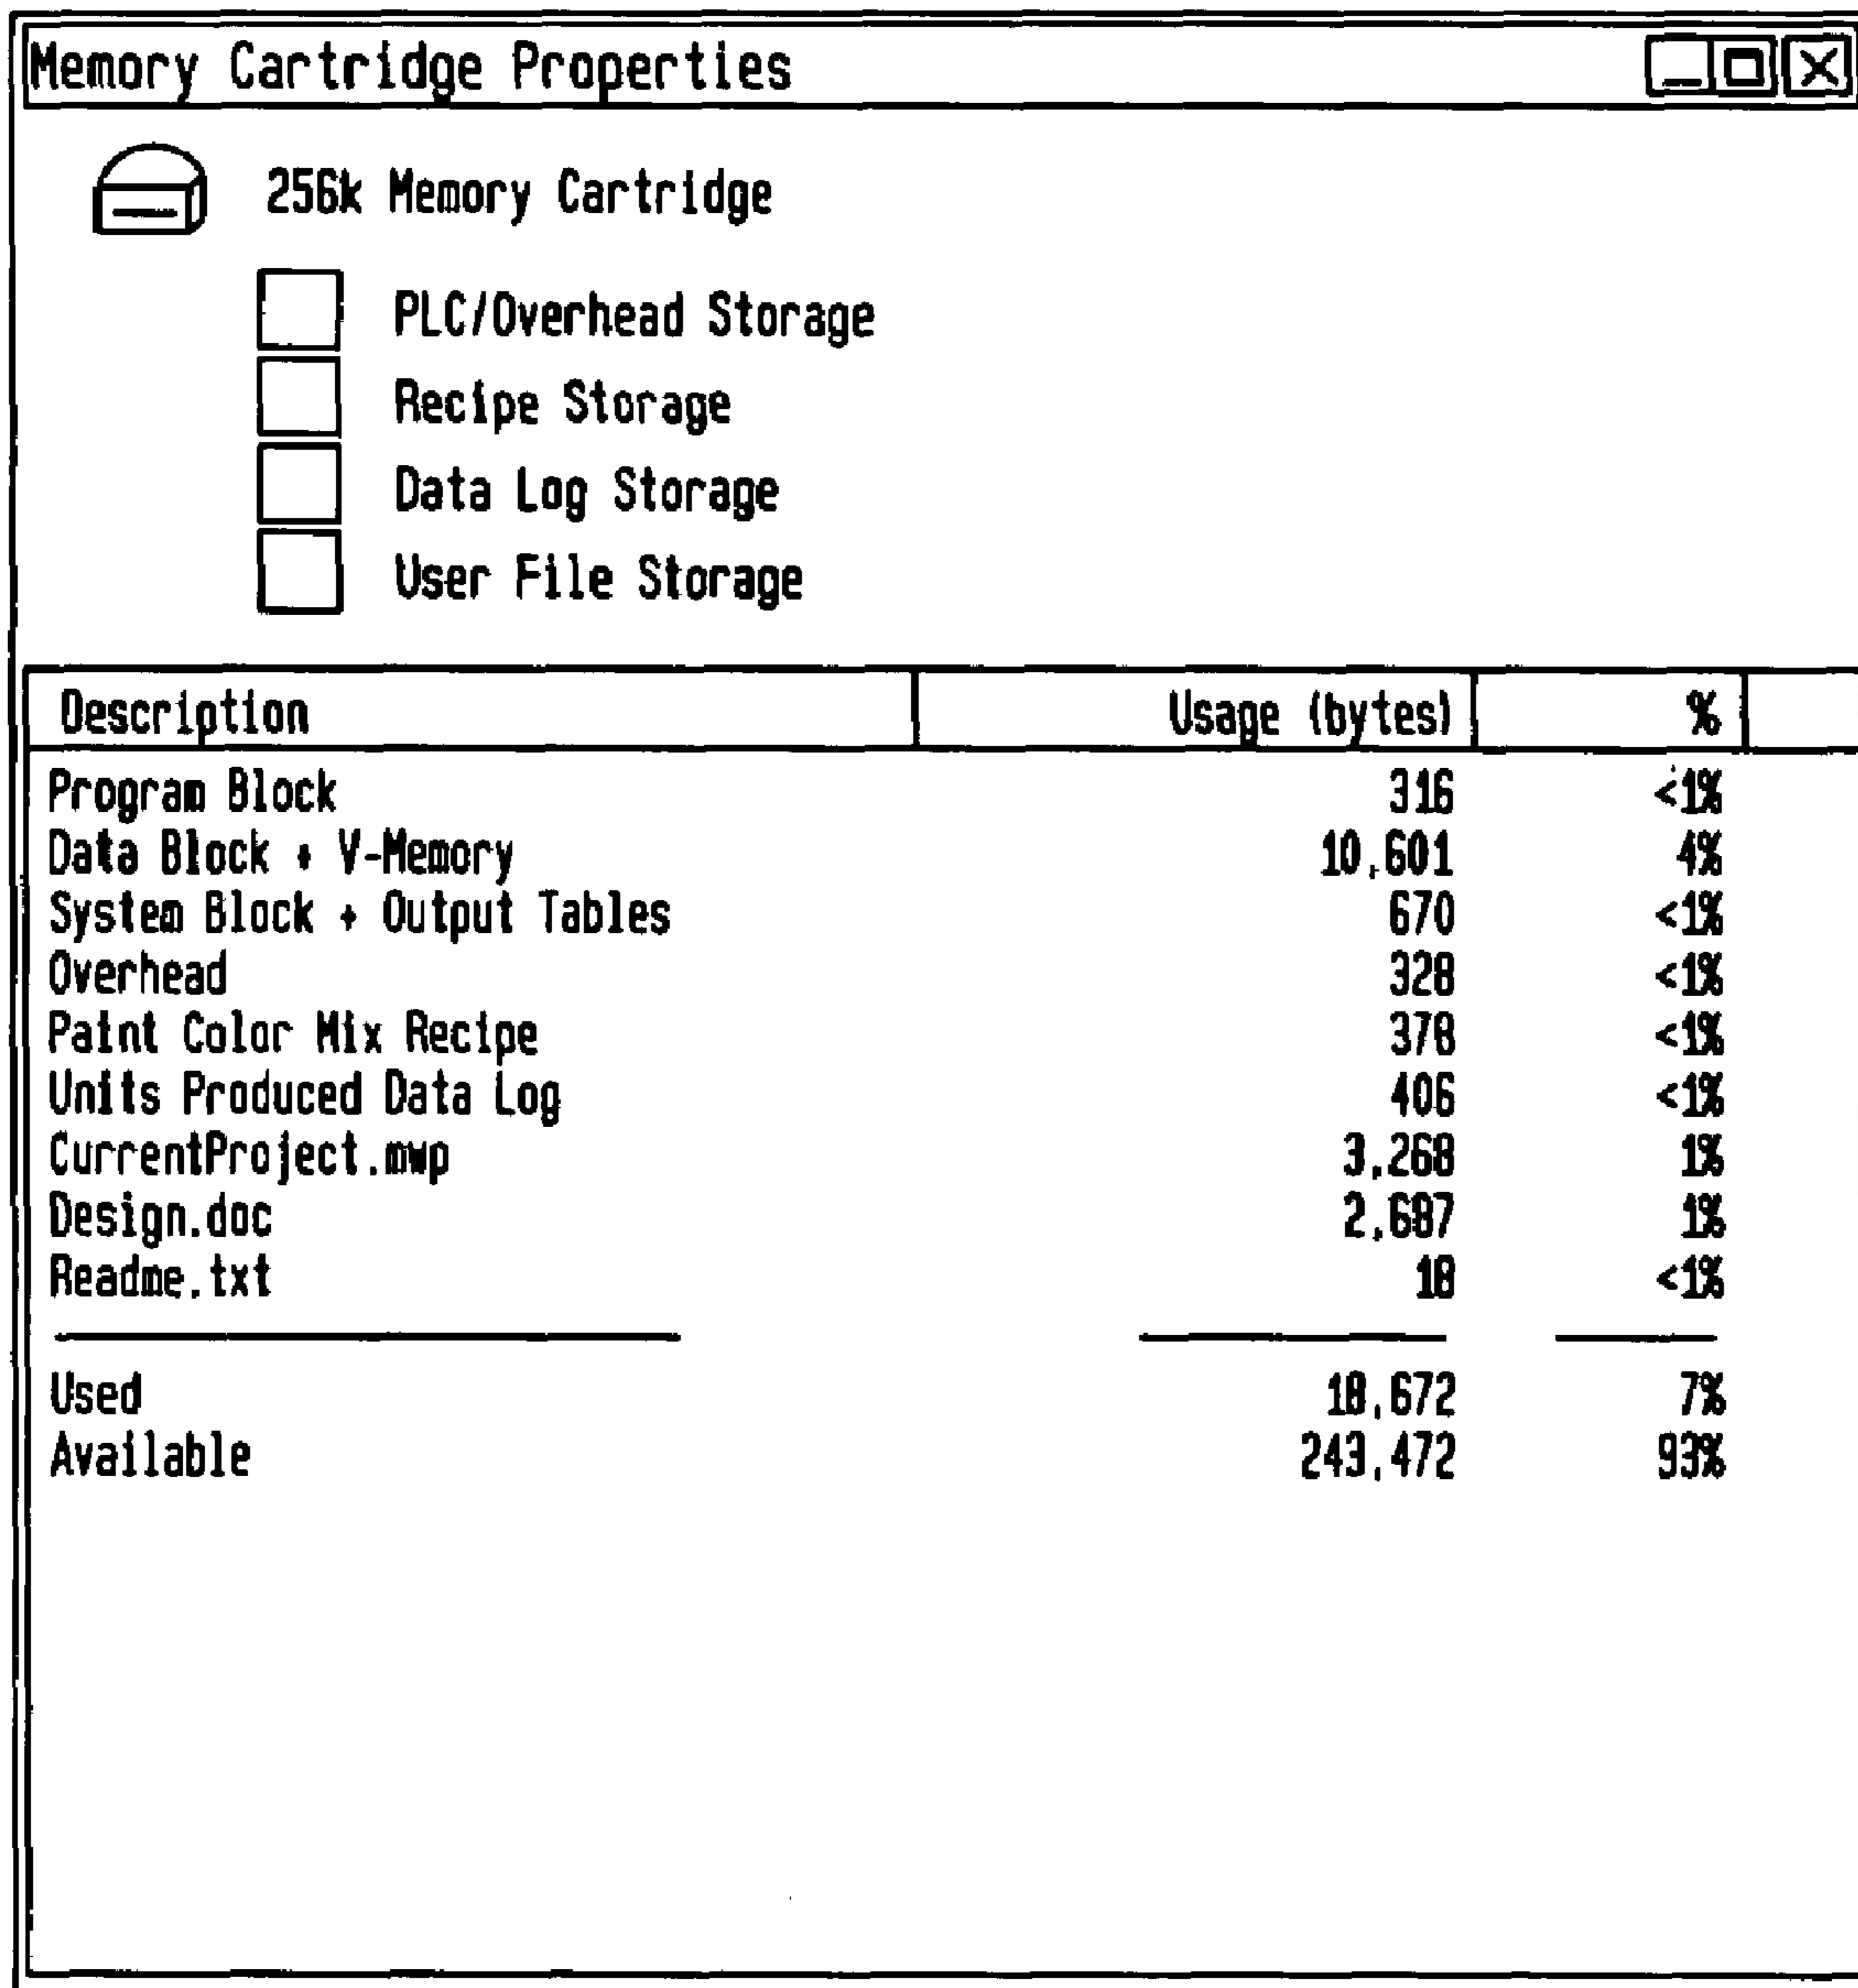 Memory Cartridge Properties
256k Memory Cartridge
PLC/Overhead Storage
Recipe Storage
Data Log Storage
User File Storage
Description Usage (bytes) %
Program Block 316 <1%
Data Block + V-Memory 10,601 4%
System Block + Output Tables 670 <1%
Overhead 328 <1%
Paint Color Mix Recipe 378 <1%
Units Produced Data Log 406 <1%
CurrentProject.mwp 3,268 1%
Design.doc 2,687 1%
Readme.txt 18 <1%
Used 18,672 7%
Available 243,472 93%